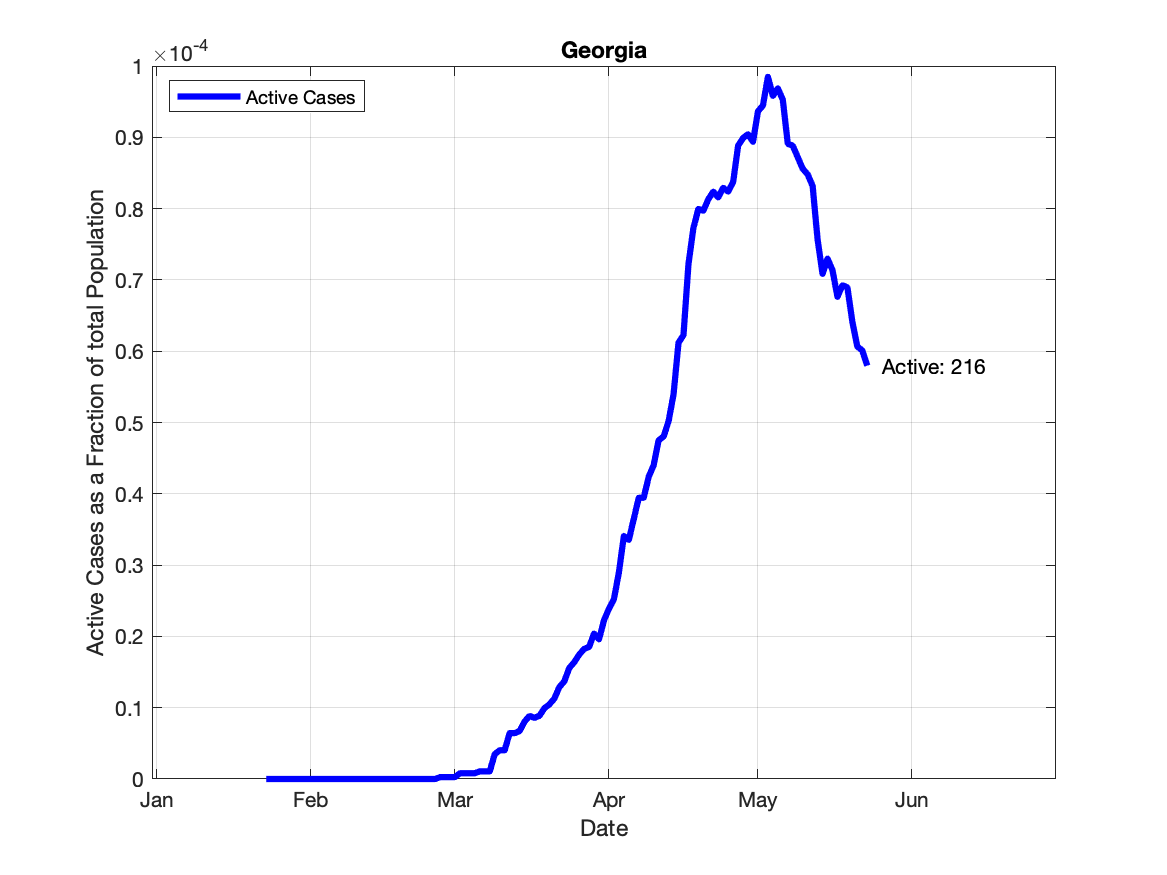 Georgia
×10-4
Active Cases
1
0.9
0.8
0.7
0.6
0.5
0.4
0.3
0.2
0.1
0
Active Cases as a Fraction of total Population
Active: 216
Jan Feb Mar Apr May Jun
Date